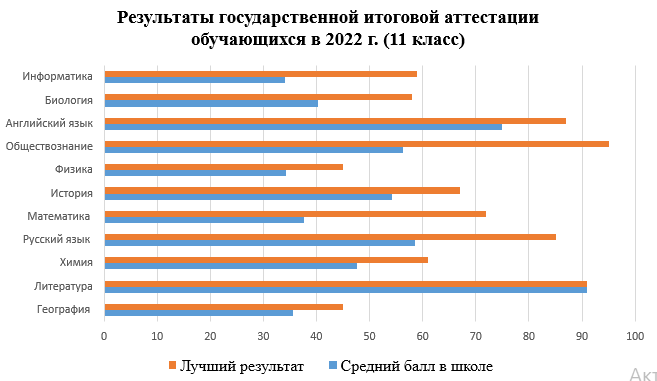 Результаты государственной итоговой аттестации
обучающихся в 2022 г. (11 класс)
Информатика
Биология
Английский язык
Обществознание
Физика
История
Математика
Русский язык
Химия
Литература
География
0 10 20 30 40 50 60 70 80 90 100
Лучший результат Средний балл в школе
Акт